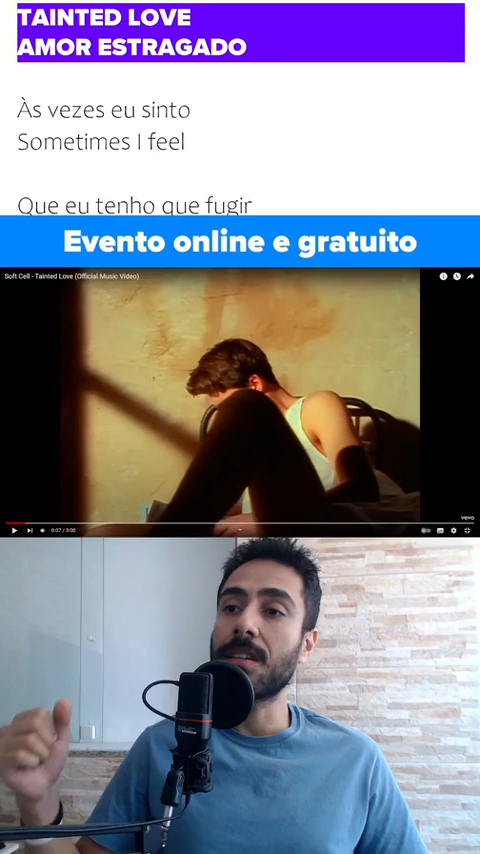 TAINTED LOVE
AMOR ESTRAGADO
Às vezes eu sinto
Sometimes I feel
Que eu tenho que fugir
Evento online e gratuito
Soft Cell - Tainted Love (Official Music Video)
vevo
0:07 / 3:00